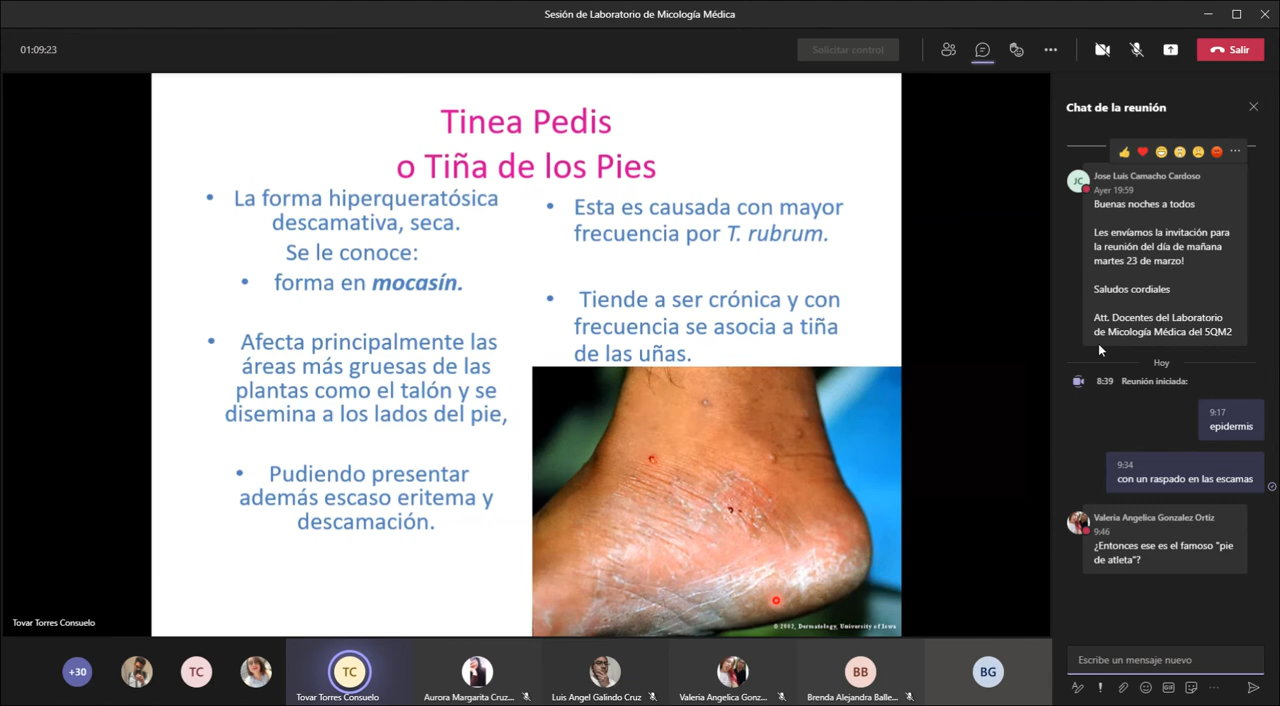 Sesión de Laboratorio de Micología Médica
01:09:23
Solicitar control
Salir
Tinea Pedis
o Tiña de los Pies
• La forma hiperqueratósica
descamativa, seca.
Se le conoce:
• forma en mocasín.
• Afecta principalmente las
áreas más gruesas de las
plantas como el talón y se
disemina a los lados del pie,
• Pudiendo presentar
además escaso eritema y
descamación.
• Esta es causada con mayor
frecuencia por T. rubrum.
• Tiende a ser crónica y con
frecuencia se asocia a tiña
de las uñas.
© 2002, Dermatology, University of Iowa
Tovar Torres Consuelo
Chat de la reunión
JC
Jose Luis Camacho Cardoso
Ayer 19:59
Buenas noches a todos
Les envíamos la invitación para
la reunión del día de mañana
martes 23 de marzo!
Saludos cordiales
Att. Docentes del Laboratorio
de Micología Médica del 5QM2
Hoy
8:39 Reunión iniciada:
9:17
epidermis
9:34
con un raspado en las escamas
Valeria Angelica Gonzalez Ortiz
9:46
¿Entonces ese es el famoso "pie
de atleta"?
Escribe un mensaje nuevo
+30
TC
TC
Tovar Torres Consuelo
Aurora Margarita Cruz...
Luis Angel Galindo Cruz
Valeria Angelica Gonz...
BB
Brenda Alejandra Balle...
BG